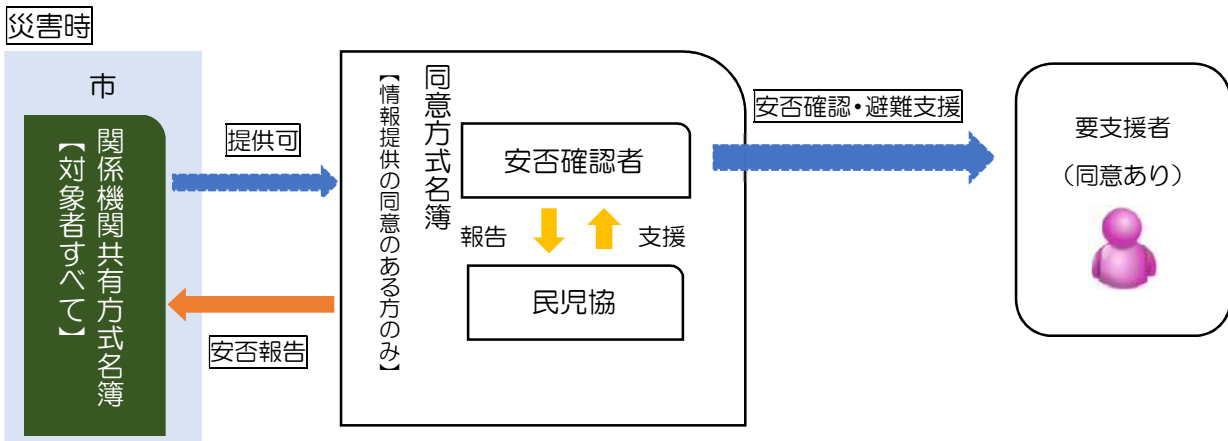 災害時
市
関係機関共有方式名簿
【対象者すべて】
提供可
安否報告
同意方式名簿
【情報提供の同意のある方のみ】
安否確認者
報告
支援
民児協
安否確認・避難支援
要支援者
（同意あり）